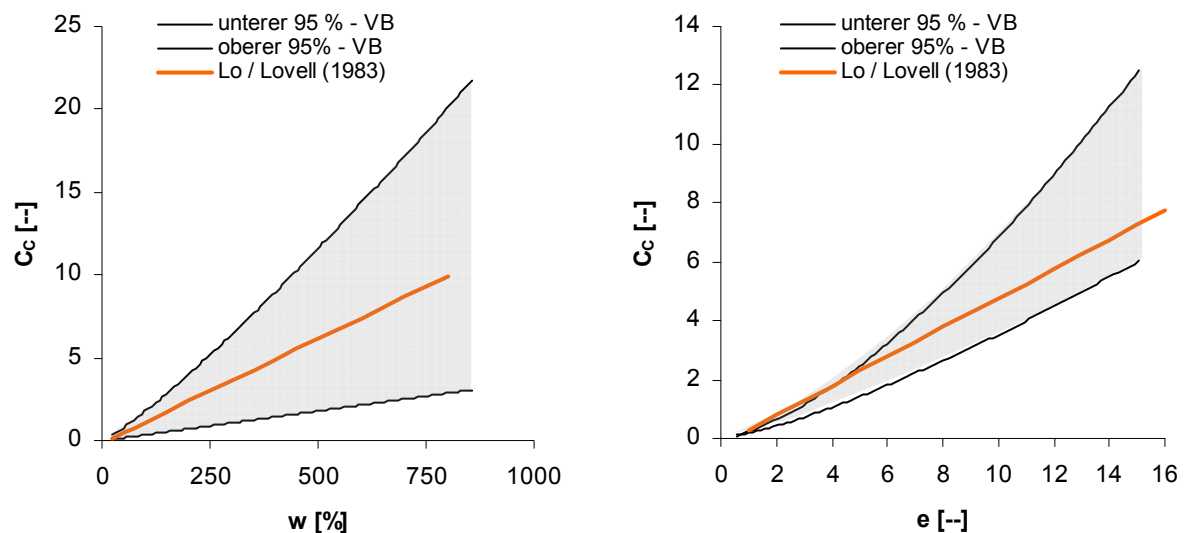 unterer 95 % - VB
oberer 95% - VB
Lo / Lovell (1983)
25
20
15
10
5
0
Cc [--]
0 250 500 750 1000
w [%]
unterer 95 % - VB
oberer 95% - VB
Lo / Lovell (1983)
14
12
10
8
6
4
2
0
Cc [--]
0 2 4 6 8 10 12 14 16
e [--]